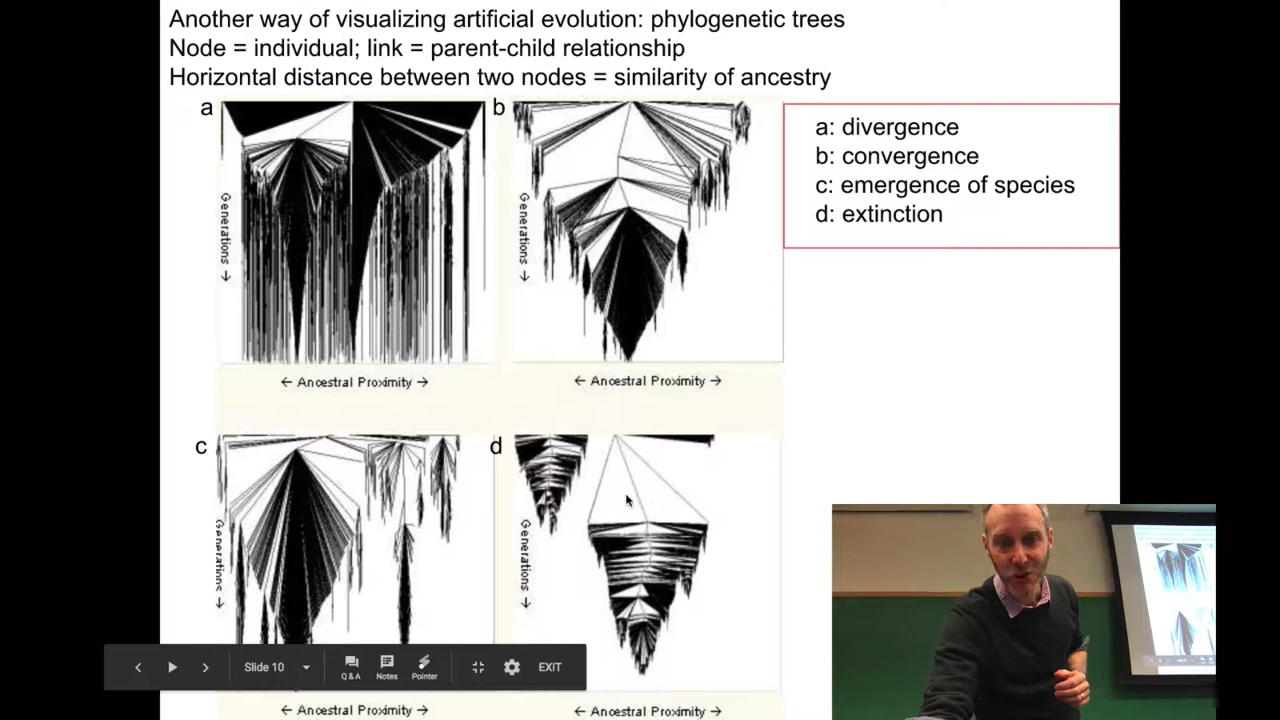 Another way of visualizing artificial evolution: phylogenetic trees
Node = individual; link = parent-child relationship
Horizontal distance between two nodes = similarity of ancestry
a
b
a: divergence
b: convergence
c: emergence of species
d: extinction
Generations →
Generations →
← Ancestral Proximity →
← Ancestral Proximity →
c
d
Generations →
Generations →
Slide 10
Q & A
Notes
Pointer
EXIT
← Ancestral Proximity →
← Ancestral Proximity →